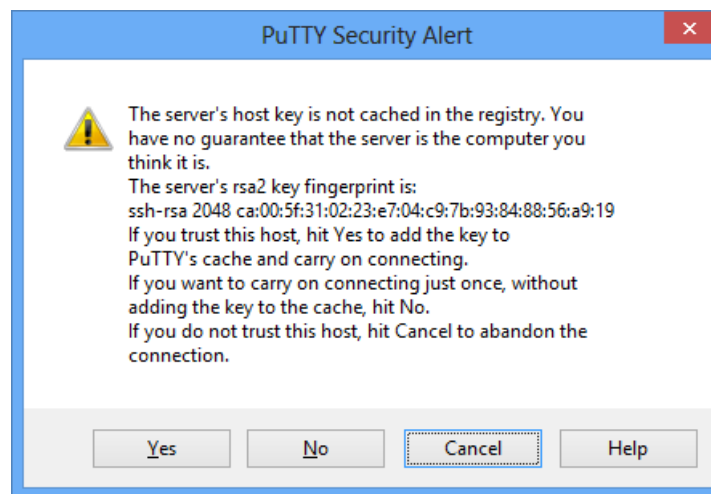 PuTTY Security Alert
The server's host key is not cached in the registry. You
have no guarantee that the server is the computer you
think it is.
The server's rsa2 key fingerprint is:
ssh-rsa 2048 ca:00:5f:31:02:23:e7:04:c9:7b:93:84:88:56:a9:19
If you trust this host, hit Yes to add the key to
PuTTY's cache and carry on connecting.
If you want to carry on connecting just once, without
adding the key to the cache, hit No.
If you do not trust this host, hit Cancel to abandon the
connection.
Yes No Cancel Help